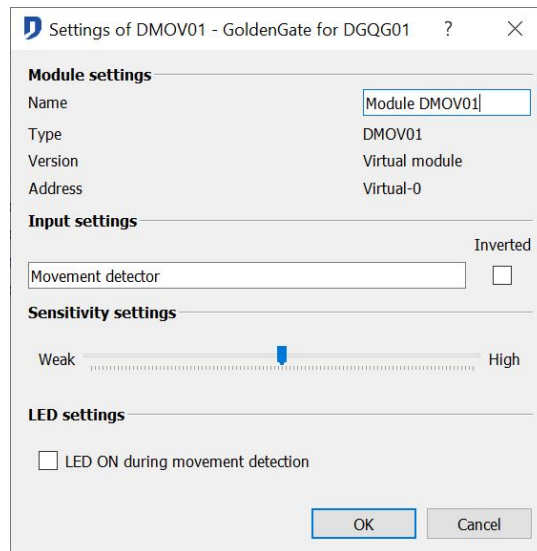 Settings of DMOV01 - GoldenGate for DGQG01 ?
Module settings
Name Module DMOV01
Type DMOV01
Version Virtual module
Address Virtual-0
Input settings
Inverted
Movement detector
Sensitivity settings
Weak High
LED settings
LED ON during movement detection
OK Cancel